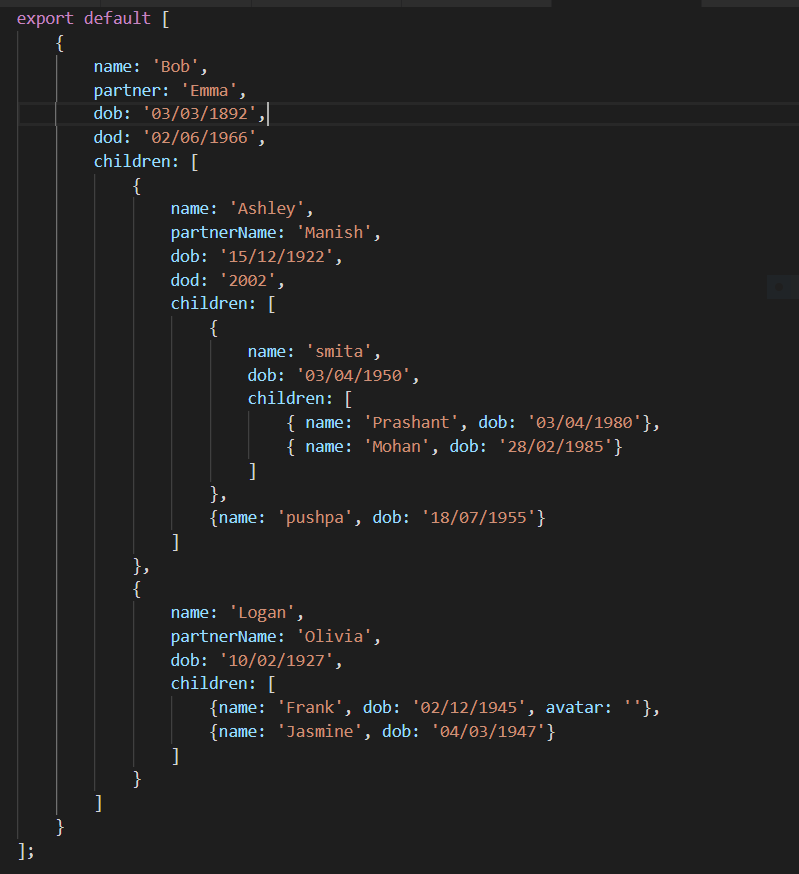 export default [
    {
        name: 'Bob',
        partner: 'Emma',
        dob: '03/03/1892',
        dod: '02/06/1966',
        children: [
            {
                name: 'Ashley',
                partnerName: 'Manish',
                dob: '15/12/1922',
                dod: '2002',
                children: [
                    {
                        name: 'smita',
                        dob: '03/04/1950',
                        children: [
                            { name: 'Prashant', dob: '03/04/1980'},
                            { name: 'Mohan', dob: '28/02/1985'}
                        ]
                    },
                    {name: 'pushpa', dob: '18/07/1955'}
                ]
            },
            {
                name: 'Logan',
                partnerName: 'Olivia',
                dob: '10/02/1927',
                children: [
                    {name: 'Frank', dob: '02/12/1945', avatar: ''},
                    {name: 'Jasmine', dob: '04/03/1947'}
                ]
            }
        ]
    }
];